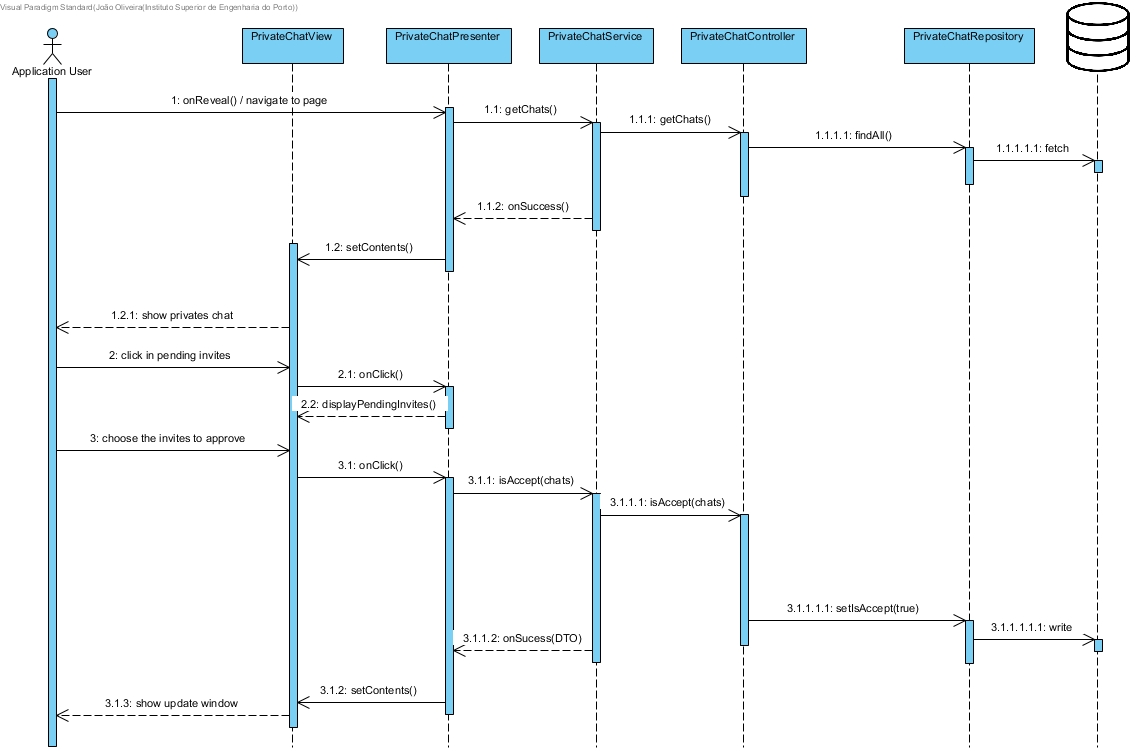 Visual Paradigm Standard(João Oliveira(Instituto Superior de Engenharia do Porto))
Application User
PrivateChatView
PrivateChatPresenter
PrivateChatService
PrivateChatController
PrivateChatRepository
1: onReveal() / navigate to page
1.1: getChats()
1.1.1: getChats()
1.1.1.1: findAll()
1.1.1.1.1: fetch
1.1.2: onSuccess()
1.2: setContents()
1.2.1: show privates chat
2: click in pending invites
2.1: onClick()
2.2: displayPendingInvites()
3: choose the invites to approve
3.1: onClick()
3.1.1: isAccept(chats)
3.1.1.1: isAccept(chats)
3.1.1.1.1: setIsAccept(true)
3.1.1.1.1.1: write
3.1.1.2: onSucess(DTO)
3.1.2: setContents()
3.1.3: show update window